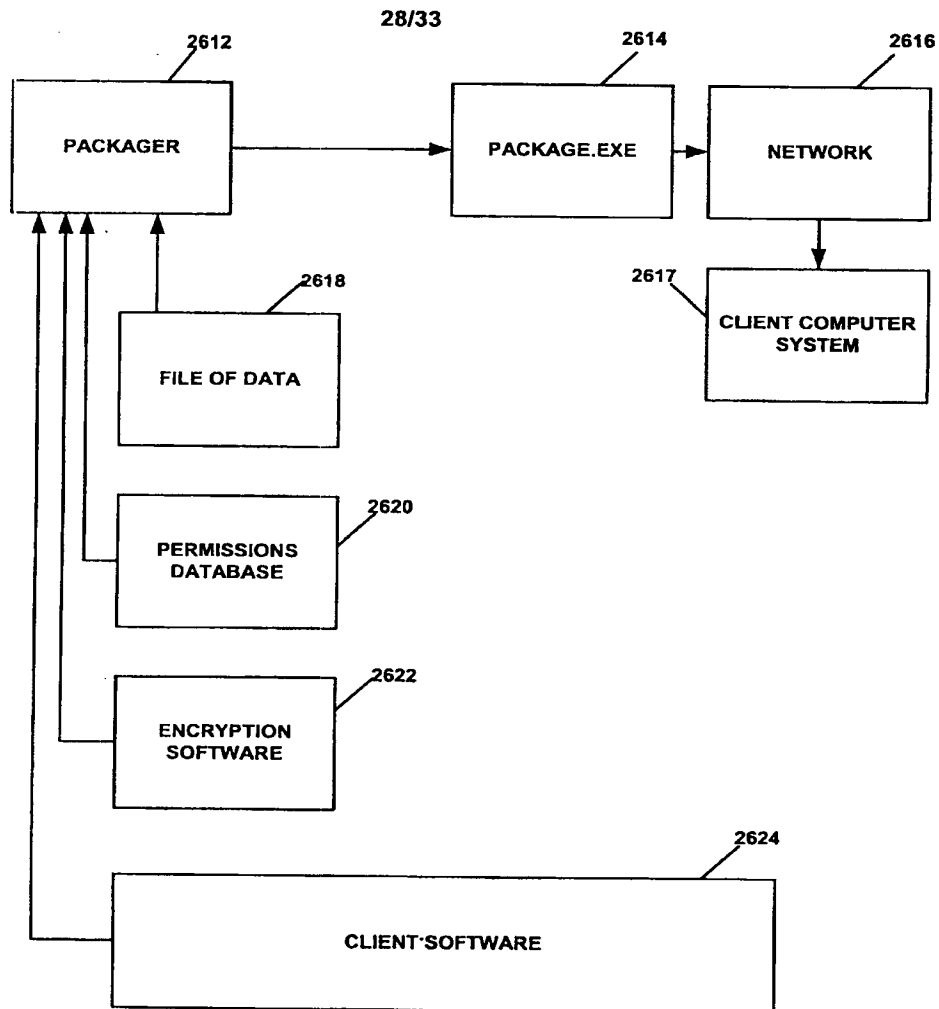 28/33
2612
2614
2616
PACKAGER
PACKAGE.EXE
NETWORK
2617
CLIENT COMPUTER
SYSTEM
2618
FILE OF DATA
2620
PERMISSIONS
DATABASE
2622
ENCRYPTION
SOFTWARE
2624
CLIENT SOFTWARE